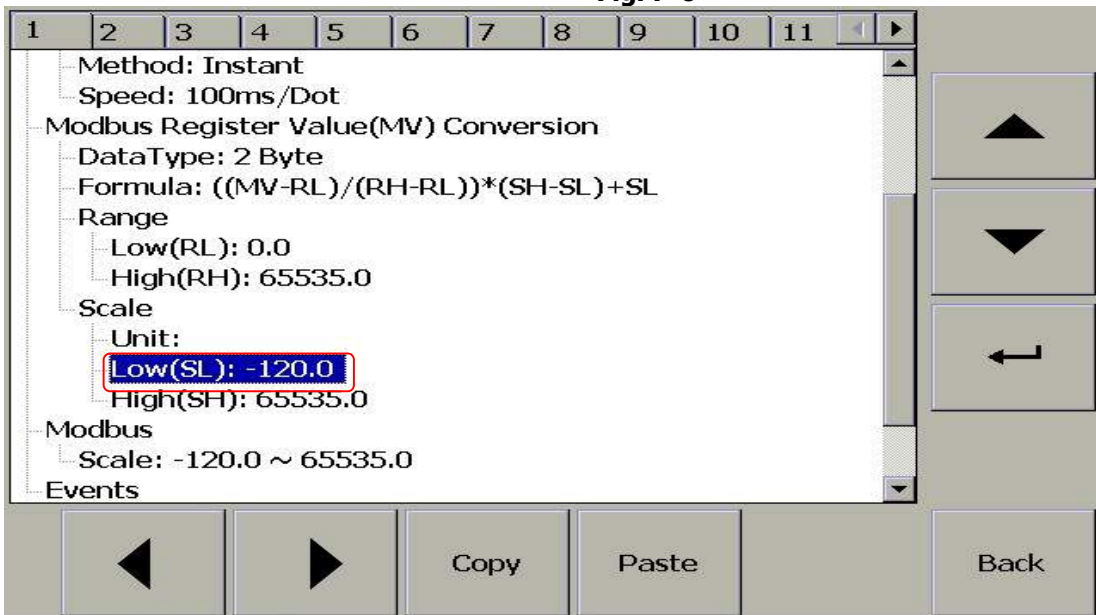 1 2 3 4 5 6 7 8 9 10 11
Method: Instant
Speed: 100ms/Dot
Modbus Register Value(MV) Conversion
DataType: 2 Byte
Formula: ((MV-RL)/(RH-RL))*(SH-SL)+SL
Range
Low(RL): 0.0
High(RH): 65535.0
Scale
Unit:
Low(SL): -120.0
High(SH): 65535.0
Modbus
Scale: -120.0 ~ 65535.0
Events
Copy Paste Back